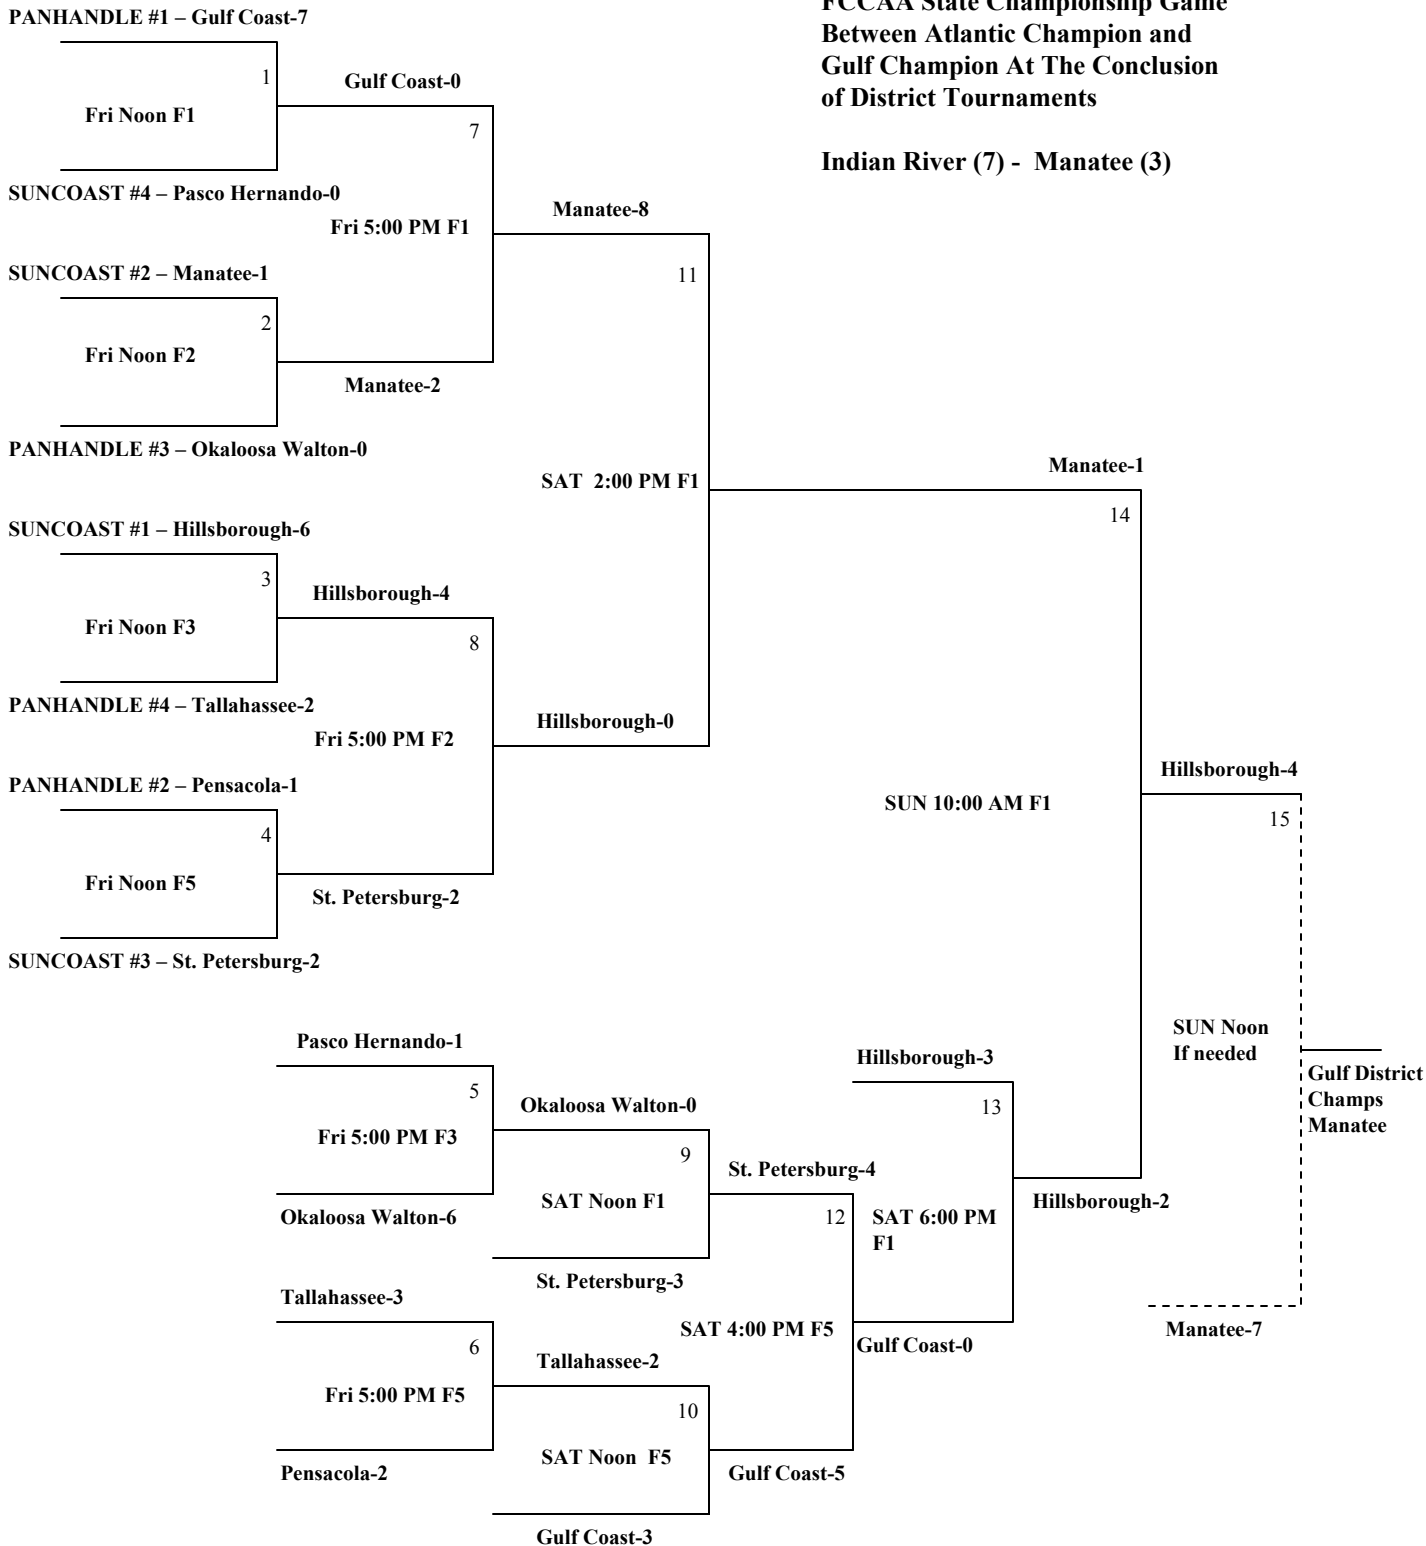 FCCAA State Championship Game
Between Atlantic Champion and
Gulf Champion At The Conclusion
of District Tournaments
Indian River (7) - Manatee (3)
PANHANDLE #1 – Gulf Coast-7
1
Fri Noon F1
SUNCOAST #4 – Pasco Hernando-0
Gulf Coast-0
7
Fri 5:00 PM F1
SUNCOAST #2 – Manatee-1
2
Fri Noon F2
Manatee-2
PANHANDLE #3 – Okaloosa Walton-0
Manatee-8
11
SAT 2:00 PM F1
SUNCOAST #1 – Hillsborough-6
3
Fri Noon F3
PANHANDLE #4 – Tallahassee-2
Hillsborough-4
8
Fri 5:00 PM F2
Hillsborough-0
PANHANDLE #2 – Pensacola-1
4
Fri Noon F5
St. Petersburg-2
SUNCOAST #3 – St. Petersburg-2
Manatee-1
14
SUN 10:00 AM F1
Hillsborough-4
15
SUN Noon
If needed
Gulf District
Champs
Manatee
Manatee-7
Pasco Hernando-1
5
Fri 5:00 PM F3
Okaloosa Walton-6
Okaloosa Walton-0
9
SAT Noon F1
St. Petersburg-3
St. Petersburg-4
12
SAT 4:00 PM F5
Hillsborough-3
13
SAT 6:00 PM
F1
Hillsborough-2
Gulf Coast-0
Tallahassee-3
6
Fri 5:00 PM F5
Pensacola-2
Tallahassee-2
10
SAT Noon F5
Gulf Coast-5
Gulf Coast-3